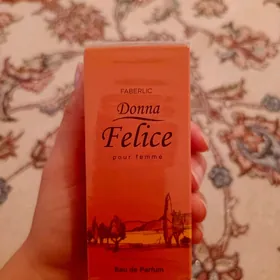 FABERLIC
Donna
Felice
pour femme
Eau de Parfum